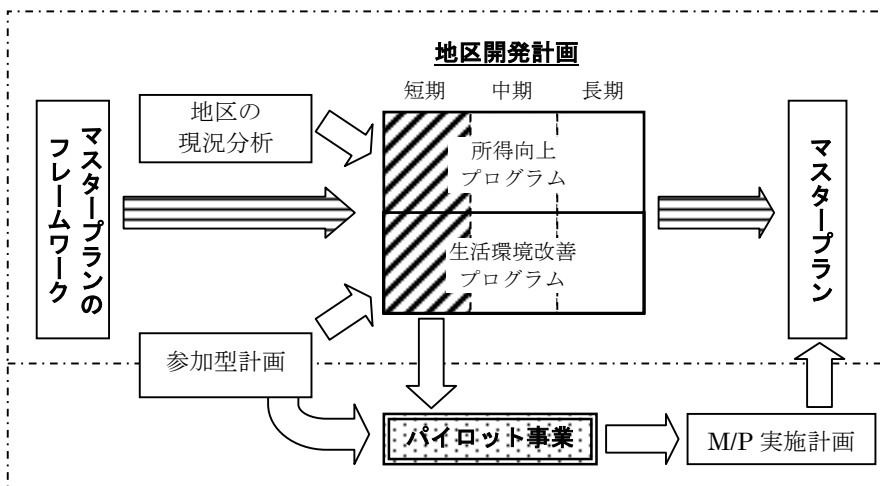 地区開発計画
短期 中期 長期
マスタープランの
フレームワーク
地区の
現況分析
所得向上
プログラム
生活環境改善
プログラム
マスタープラン
参加型計画
パイロット事業
M/P 実施計画